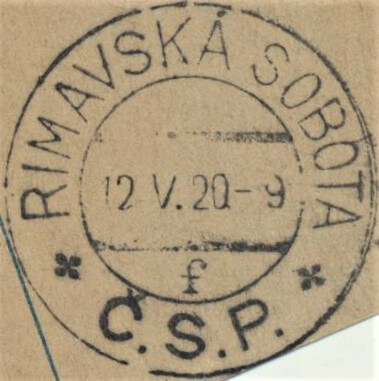 RIMAVSKÁ SOBOTA
12 V. 20-9
f
Č.S.P.